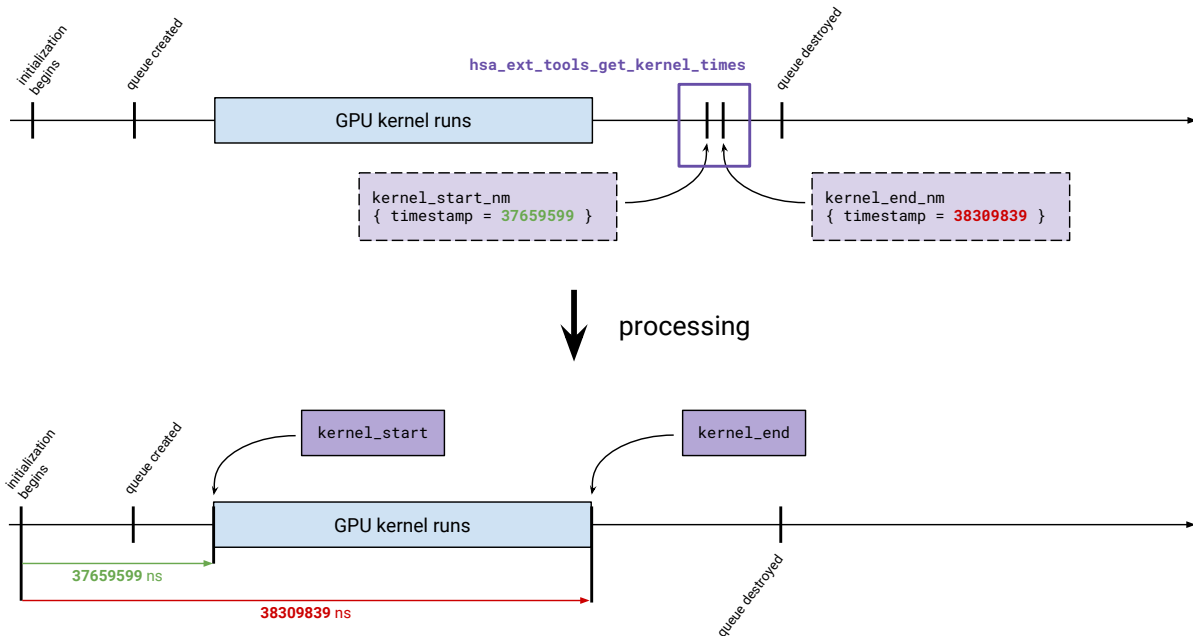 initialization
begins
queue created
hsa_ext_tools_get_kernel_times
queue destroyed
GPU kernel runs
kernel_start_nm
{ timestamp = 37659599 }
kernel_end_nm
{ timestamp = 38309839 }
processing
initialization
begins
queue created
kernel_start
kernel_end
GPU kernel runs
37659599 ns
38309839 ns
queue destroyed